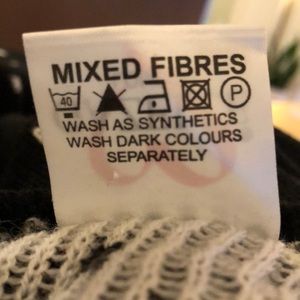 MIXED FIBRES
40 P
WASH AS SYNTHETICS
WASH DARK COLOURS
SEPARATELY